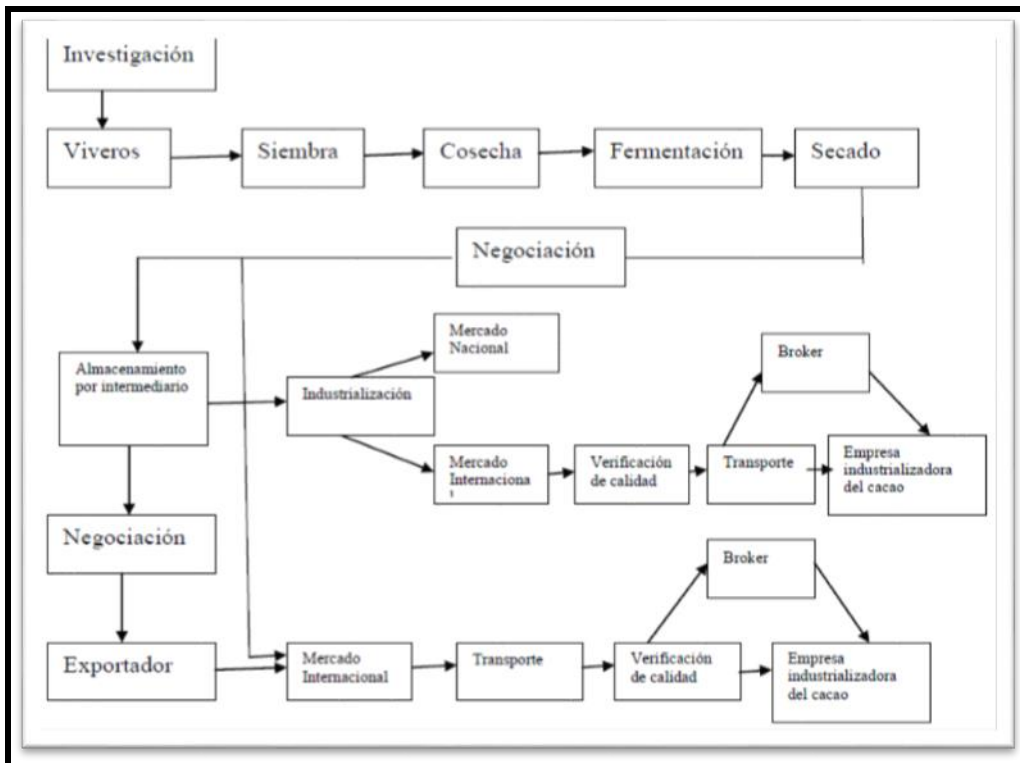 Investigación
Viveros
Siembra
Cosecha
Fermentación
Secado
Negociación
Mercado
Nacional
Broker
Almacenamiento
por intermediario
Industrialización
Mercado
Internaciona
l
Verificación
de calidad
Transporte
Empresa
industrializadora
del cacao
Negociación
Broker
Exportador
Mercado
Internacional
Transporte
Verificación
de calidad
Empresa
industrializadora
del cacao